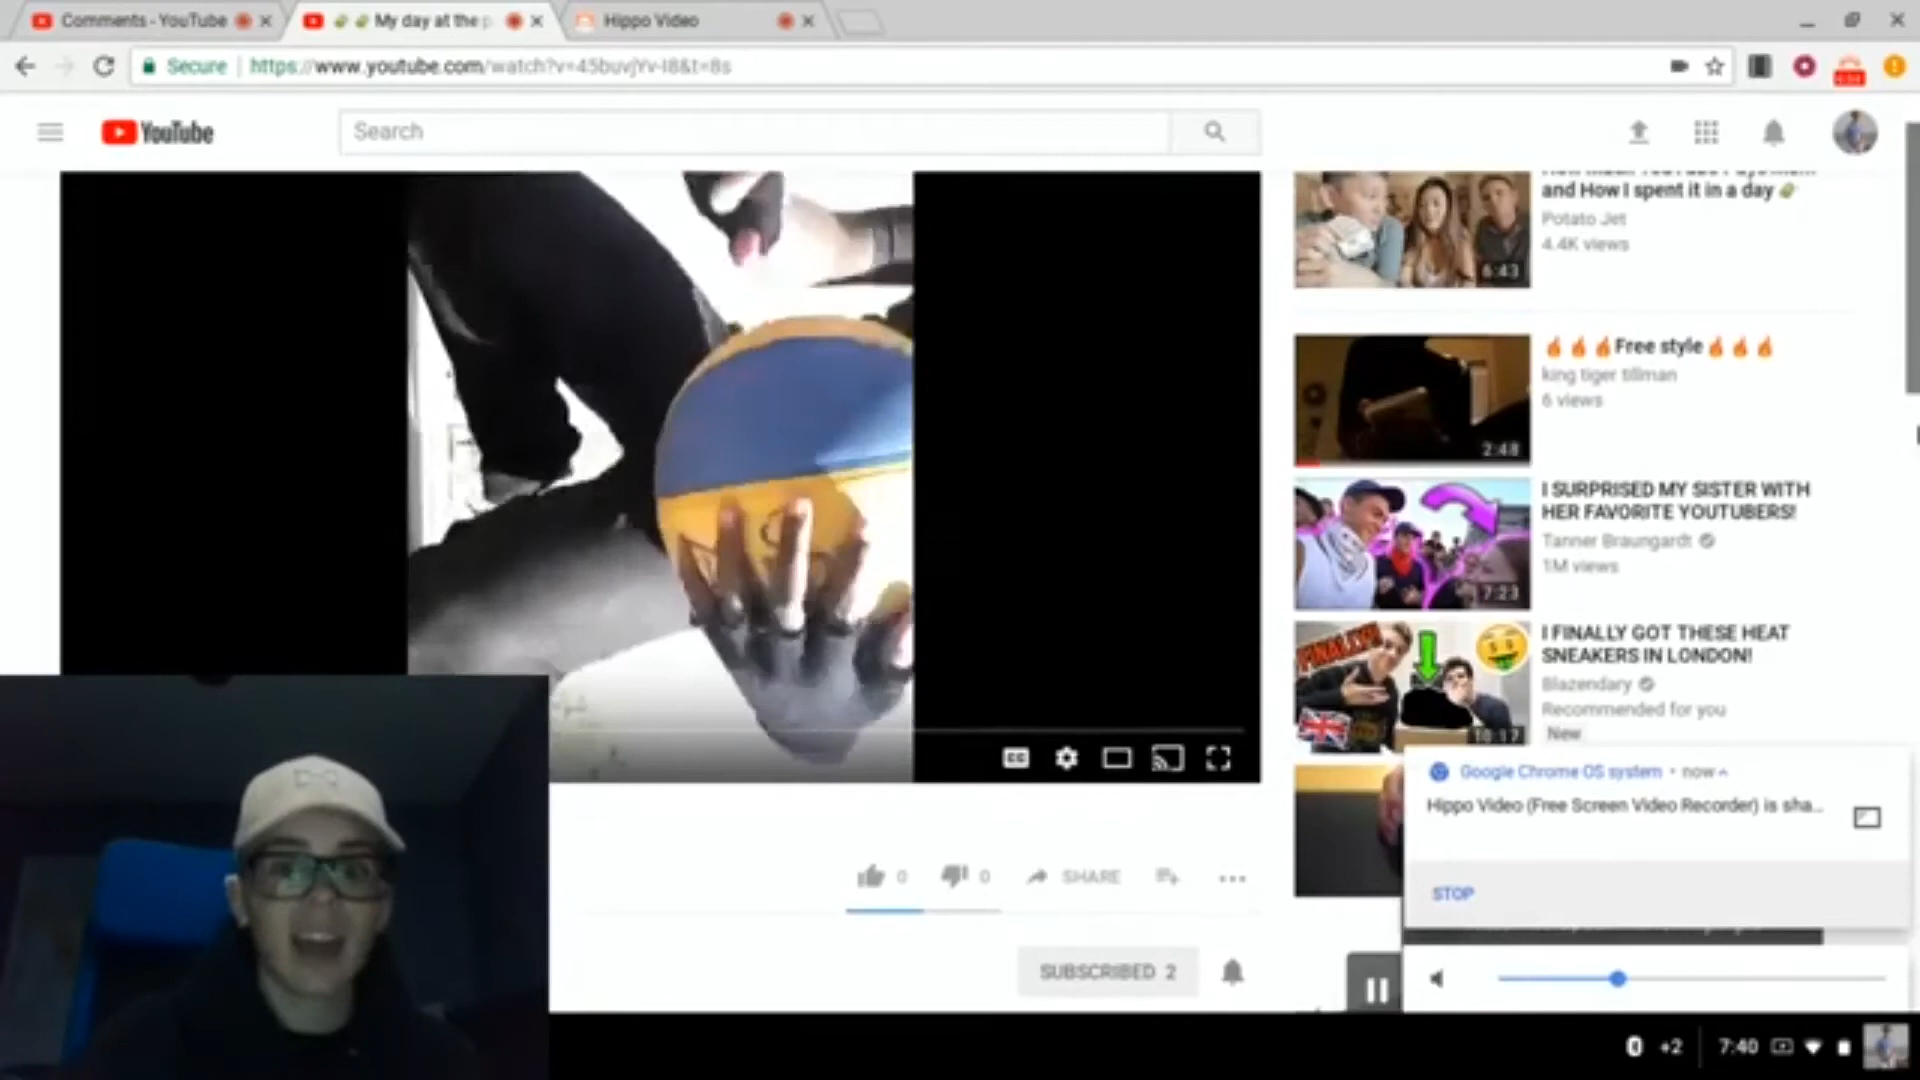 Comments - YouTube
My day at the p
Hippo Video
Secure
https://www.youtube.com/watch?v=45buvjYv-I8&t=8s
YouTube
Search
and How I spent it in a day
Potato Jet
4.4K views
6:43
🔥🔥🔥Free style🔥🔥🔥
king tiger tillman
6 views
2:48
I SURPRISED MY SISTER WITH
HER FAVORITE YOUTUBERS!
Tanner Braungardt
1M views
7:23
FINALLY!
I FINALLY GOT THESE HEAT
SNEAKERS IN LONDON!
Blazendary
Recommended for you
New
10:17
CC
Google Chrome OS system • now
Hippo Video (Free Screen Video Recorder) is sha...
STOP
0
0
SHARE
SUBSCRIBED 2
+2
7:40